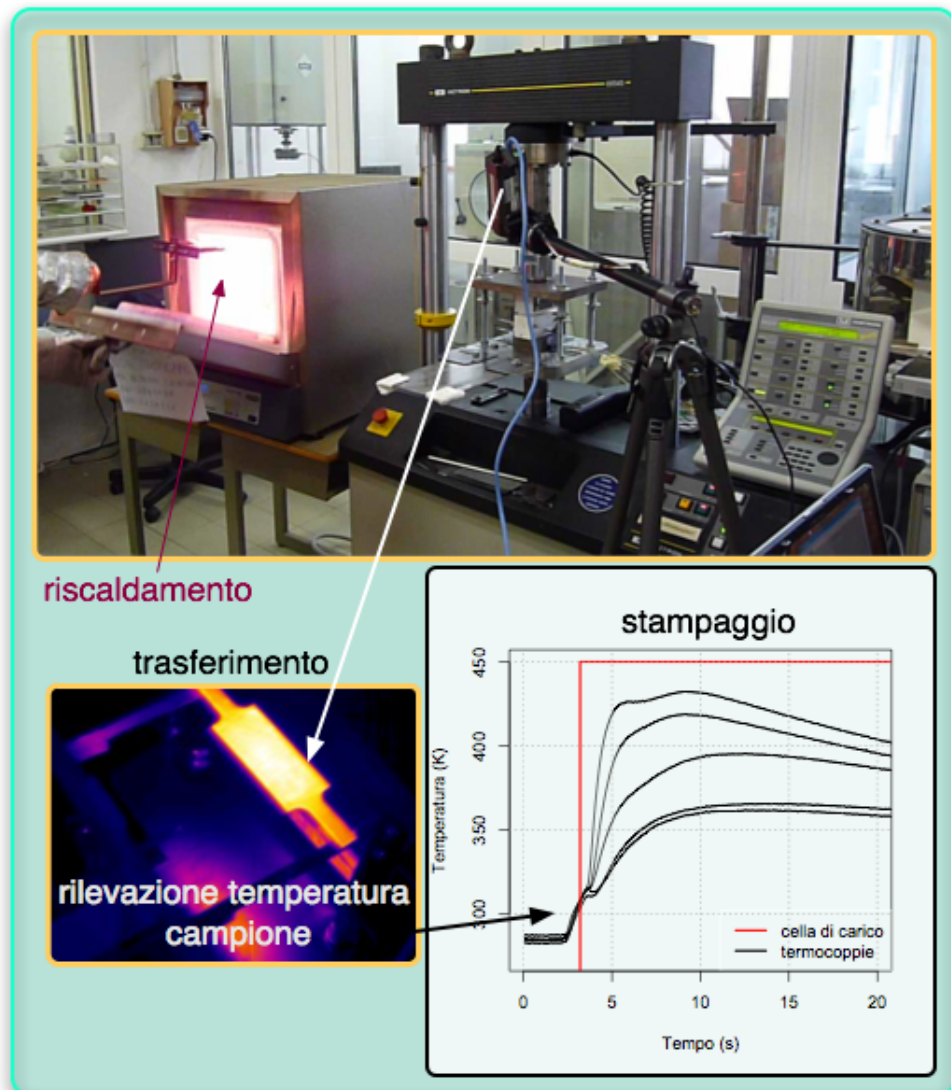 riscaldamento
trasferimento
rilevazione temperatura
campione
stampaggio
Temperatura (K)
450
400
350
300
cella di carico
termocoppie
0
5
10
15
20
Tempo (s)